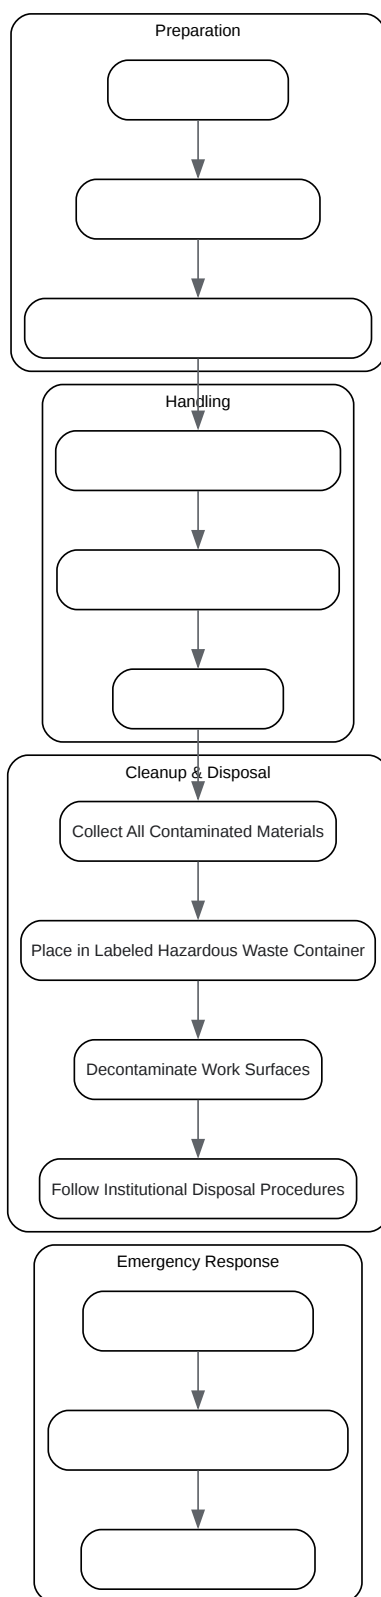 Preparation
Handling
Cleanup & Disposal
Collect All Contaminated Materials
Place in Labeled Hazardous Waste Container
Decontaminate Work Surfaces
Follow Institutional Disposal Procedures
Emergency Response